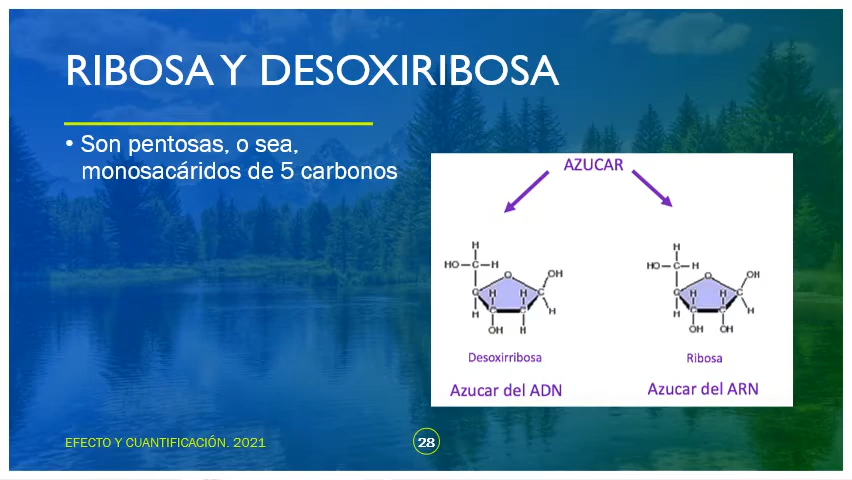 RIBOSA Y DESOXIRIBOSA
• Son pentosas, o sea,
monosacáridos de 5 carbonos
AZUCAR
H
HO C H
O OH
C H H C
H H
OH H
Desoxirribosa
Azucar del ADN
H
HO C H
O OH
C H H C
H H
OH OH
Ribosa
Azucar del ARN
EFECTO Y CUANTIFICACIÓN. 2021
28